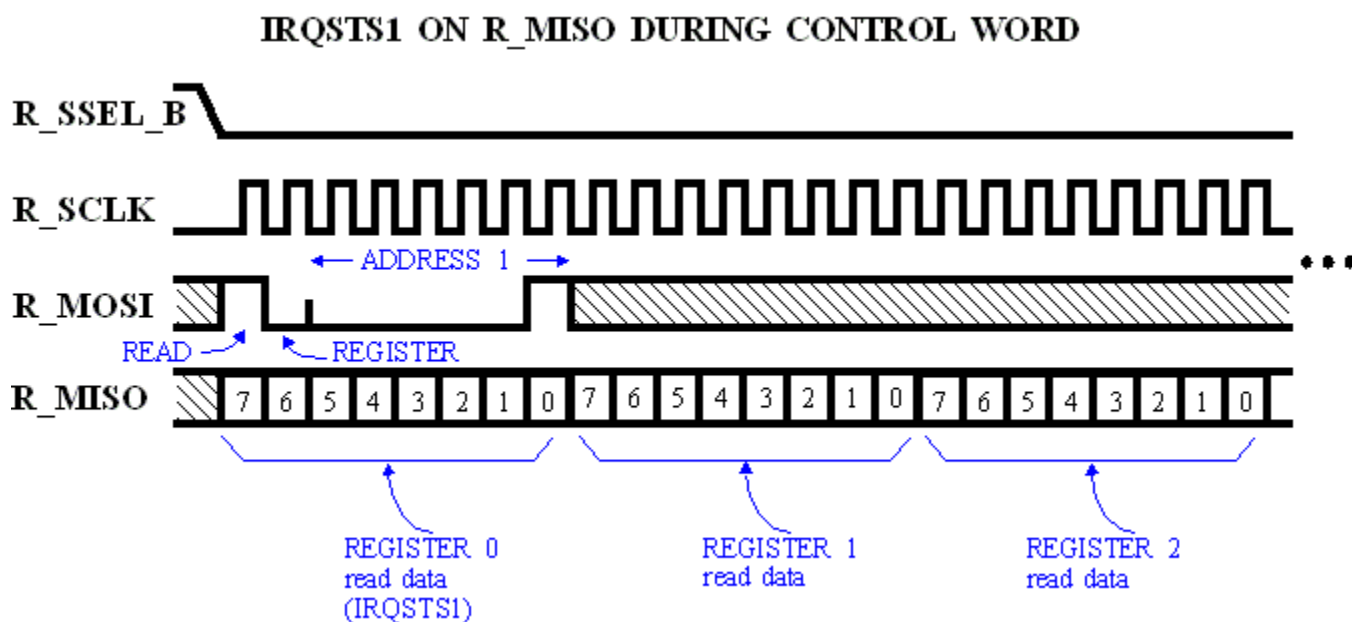 IRQSTS1 ON R_MISO DURING CONTROL WORD
R_SSEL_B
R_SCLK
ADDRESS 1
R_MOSI
READ
REGISTER
R_MISO
7 6 5 4 3 2 1 0 7 6 5 4 3 2 1 0 7 6 5 4 3 2 1 0
REGISTER 0
read data
(IRQSTS1)
REGISTER 1
read data
REGISTER 2
read data